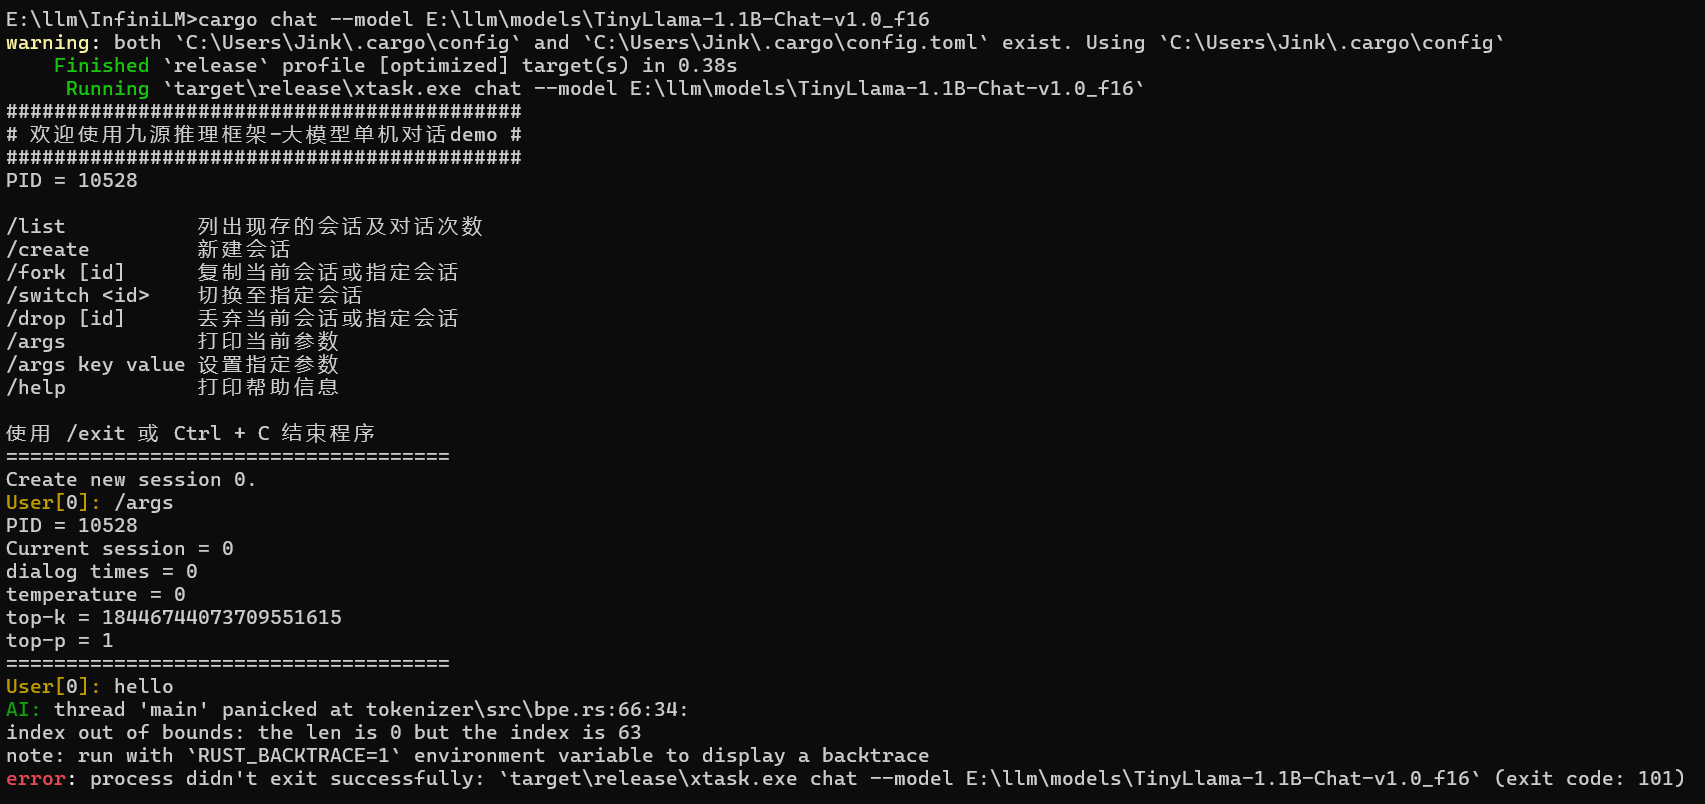 E:\llm\InfiniLM>cargo chat --model E:\llm\models\TinyLlama-1.1B-Chat-v1.0_f16
warning: both `C:\Users\Jink\.cargo\config` and `C:\Users\Jink\.cargo\config.toml` exist. Using `C:\Users\Jink\.cargo\config`
    Finished `release` profile [optimized] target(s) in 0.38s
     Running `target\release\xtask.exe chat --model E:\llm\models\TinyLlama-1.1B-Chat-v1.0_f16`
###########################################
# 欢迎使用九源推理框架-大模型单机对话demo #
###########################################
PID = 10528

/list           列出现存的会话及对话次数
/create         新建会话
/fork [id]      复制当前会话或指定会话
/switch <id>    切换至指定会话
/drop [id]      丢弃当前会话或指定会话
/args           打印当前参数
/args key value 设置指定参数
/help           打印帮助信息

使用 /exit 或 Ctrl + C 结束程序
=====================================
Create new session 0.
User[0]: /args
PID = 10528
Current session = 0
dialog times = 0
temperature = 0
top-k = 18446744073709551615
top-p = 1
=====================================
User[0]: hello
AI: thread 'main' panicked at tokenizer\src\bpe.rs:66:34:
index out of bounds: the len is 0 but the index is 63
note: run with `RUST_BACKTRACE=1` environment variable to display a backtrace
error: process didn't exit successfully: `target\release\xtask.exe chat --model E:\llm\models\TinyLlama-1.1B-Chat-v1.0_f16` (exit code: 101)